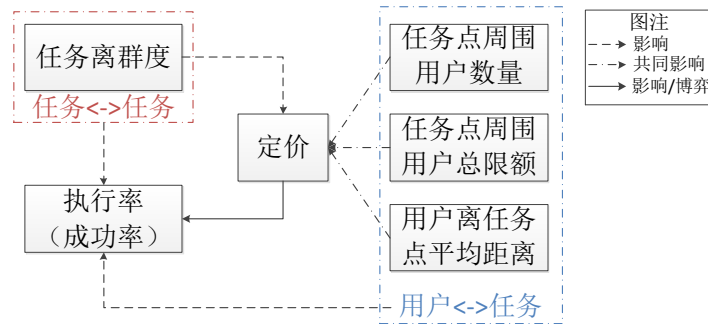 任务离群度
任务<->任务
执行率
（成功率）
定价
任务点周围
用户数量
任务点周围
用户总限额
用户离任务
点平均距离
用户<->任务
图注
影响
共同影响
影响/博弈